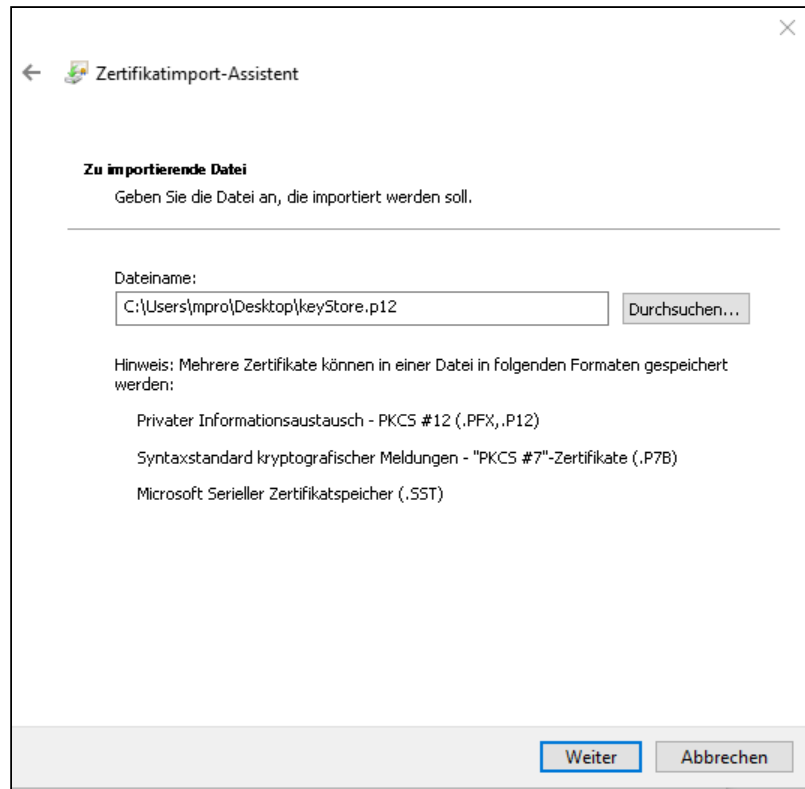 Zertifikatimport-Assistent
Zu importierende Datei
Geben Sie die Datei an, die importiert werden soll.
Dateiname:
C:\Users\mpro\Desktop\keyStore.p12
Durchsuchen...
Hinweis: Mehrere Zertifikate können in einer Datei in folgenden Formaten gespeichert
werden:
Privater Informationsaustausch - PKCS #12 (.PFX,.P12)
Syntaxstandard kryptografischer Meldungen - "PKCS #7"-Zertifikate (.P7B)
Microsoft Serieller Zertifikatspeicher (.SST)
Weiter
Abbrechen